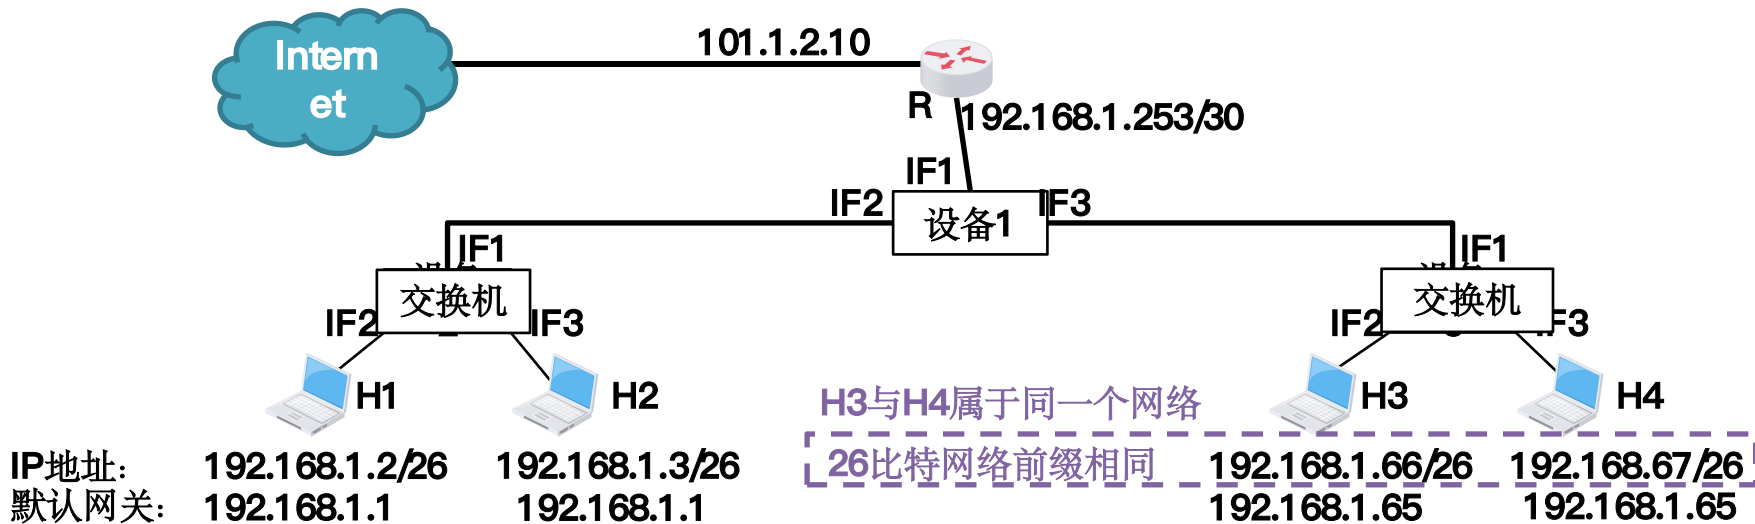 Intern
et
101.1.2.10
R
192.168.1.253/30
IF1
IF2
设备1
IF3
IF1
交换机
IF2
IF3
IF1
交换机
IF2
IF3
H1
H2
H3与H4属于同一个网络
H3
H4
IP地址: 192.168.1.2/26 192.168.1.3/26 26比特网络前缀相同 192.168.1.66/26 192.168.67/26
默认网关: 192.168.1.1 192.168.1.1 192.168.1.65 192.168.1.65